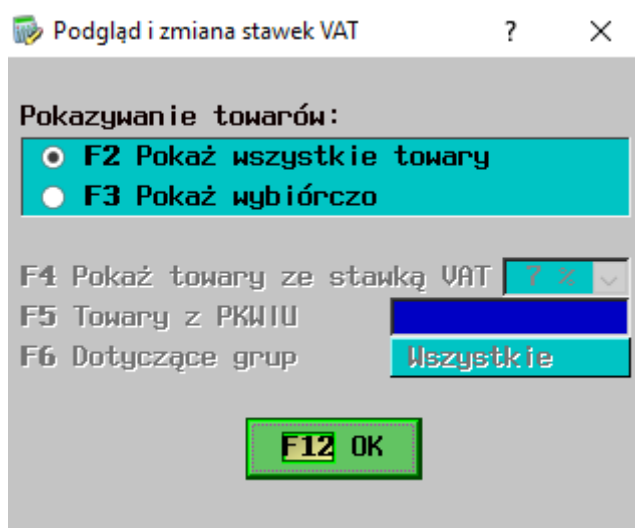 Podgląd i zmiana stawek VAT ? ×
Pokazywanie towarów:
F2 Pokaż wszystkie towary
F3 Pokaż wybiórczo
F4 Pokaż towary ze stawką VAT 7 %
F5 Towary z PKWIU
F6 Dotyczące grup Wszystkie
F12 OK